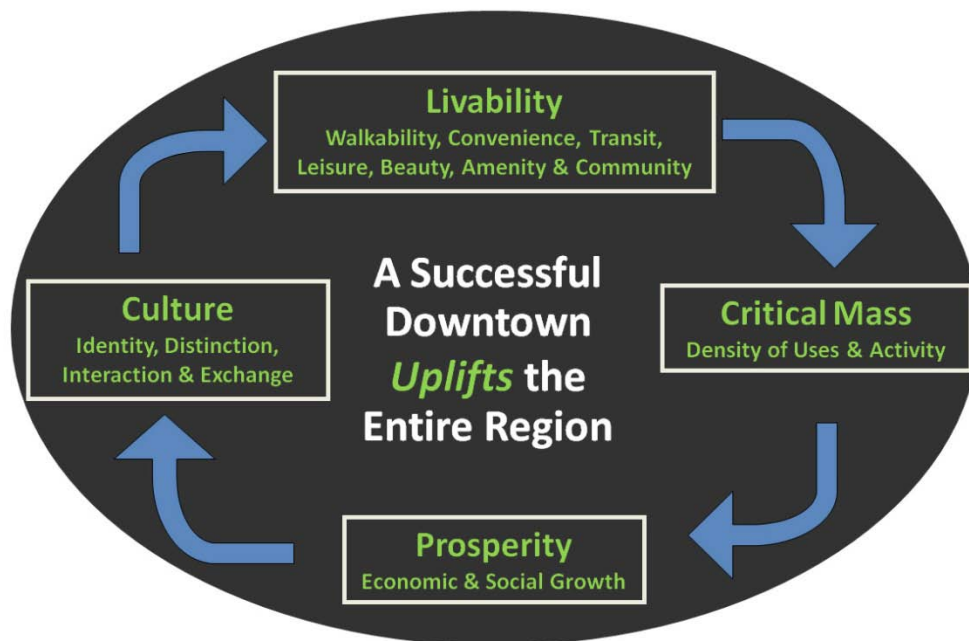 Livability
Walkability, Convenience, Transit,
Leisure, Beauty, Amenity & Community
A Successful
Downtown
Uplifts the
Entire Region
Culture
Identity, Distinction,
Interaction & Exchange
Critical Mass
Density of Uses & Activity
Prosperity
Economic & Social Growth